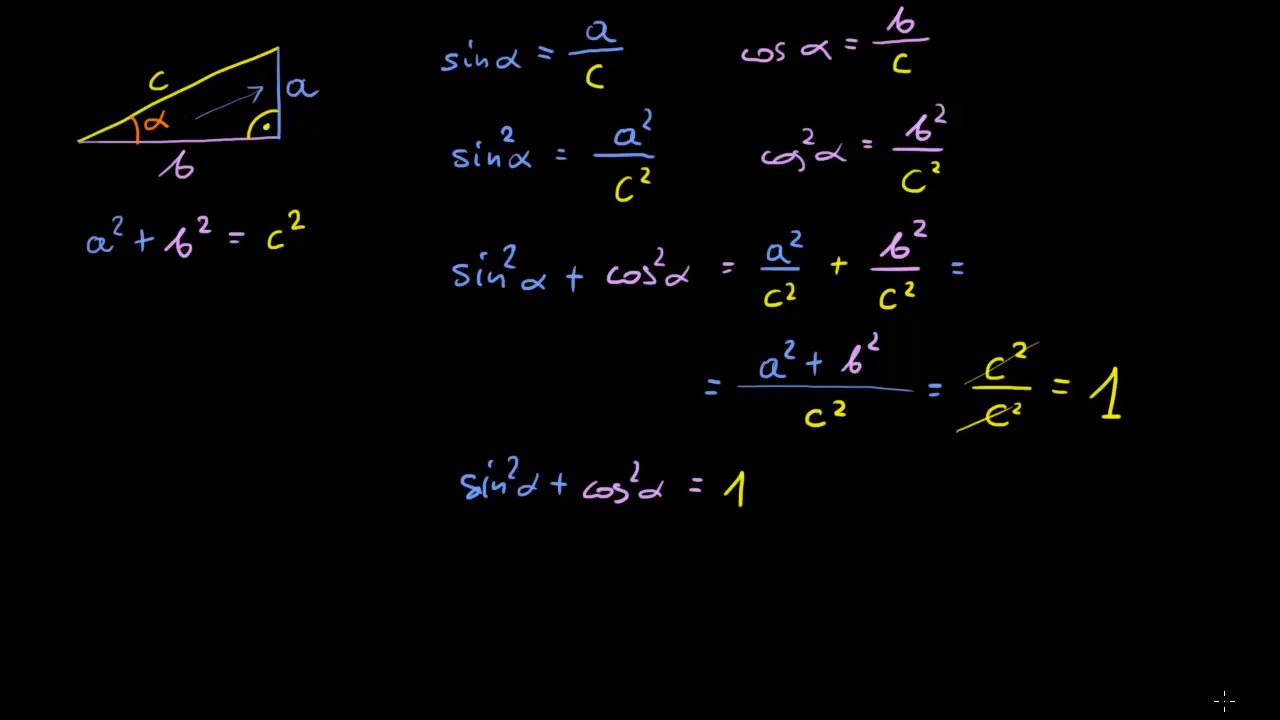 c
α
a
b
a² + b² = c²
sinα = a/c
cos α = b/c
sin²α = a²/c²
cos²α = b²/c²
sin²α + cos²α = a²/c² + b²/c² =
= (a² + b²)/c² = c²/c² = 1
sin²α + cos²α = 1